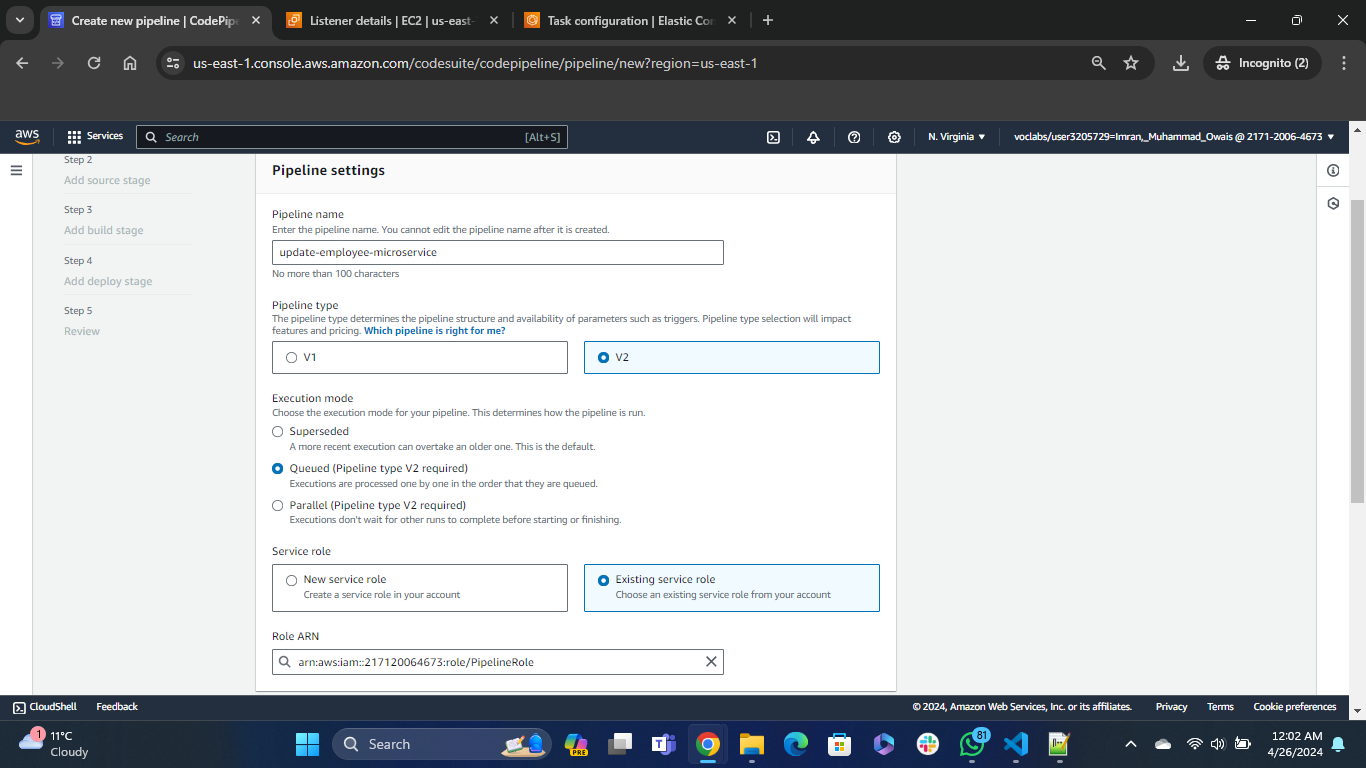 Create new pipeline | CodePipe
Listener details | EC2 | us-east-
Task configuration | Elastic Cor
us-east-1.console.aws.amazon.com/codesuite/codepipeline/pipeline/new?region=us-east-1
Incognito (2)
aws
Services
Search
[Alt+S]
N. Virginia
voclabs/user3205729=Imran,_Muhammad_Owais @ 2171-2006-4673
Step 2
Add source stage
Step 3
Add build stage
Step 4
Add deploy stage
Step 5
Review
Pipeline settings
Pipeline name
Enter the pipeline name. You cannot edit the pipeline name after it is created.
update-employee-microservice
No more than 100 characters
Pipeline type
The pipeline type determines the pipeline structure and availability of parameters such as triggers. Pipeline type selection will impact
features and pricing. Which pipeline is right for me?
V1
V2
Execution mode
Choose the execution mode for your pipeline. This determines how the pipeline is run.
Superseded
A more recent execution can overtake an older one. This is the default.
Queued (Pipeline type V2 required)
Executions are processed one by one in the order that they are queued.
Parallel (Pipeline type V2 required)
Executions don't wait for other runs to complete before starting or finishing.
Service role
New service role
Create a service role in your account
Existing service role
Choose an existing service role from your account
Role ARN
arn:aws:iam::217120064673:role/PipelineRole
CloudShell
Feedback
© 2024, Amazon Web Services, Inc. or its affiliates.
Privacy
Terms
Cookie preferences
1
11°C
Cloudy
Search
PRE
81
12:02 AM
4/26/2024